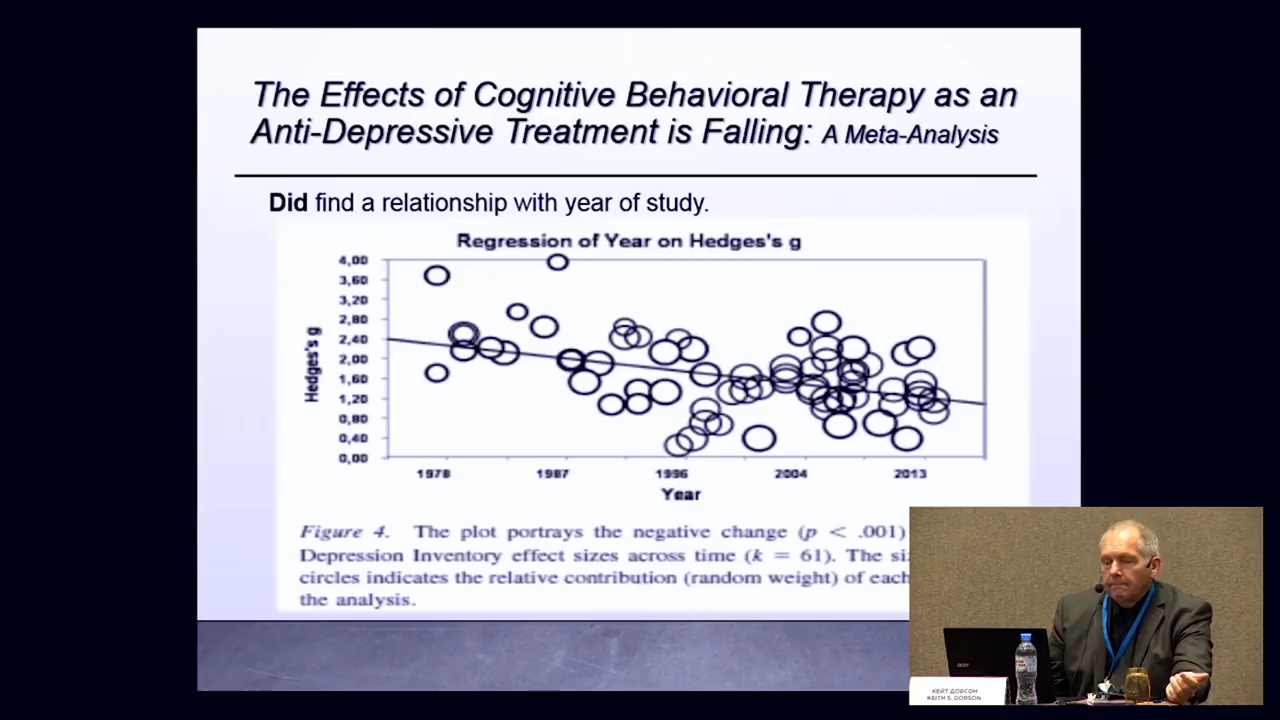 The Effects of Cognitive Behavioral Therapy as an
Anti-Depressive Treatment is Falling: A Meta-Analysis
Did find a relationship with year of study.
Regression of Year on Hedges's g
4,00
3,60
3,20
2,80
2,40
2,00
1,60
1,20
0,80
0,40
0,00
Hedges's g
1978 1987 1996 2004 2013
Year
Figure 4. The plot portrays the negative change (p < .001)
Depression Inventory effect sizes across time (k = 61). The
circles indicates the relative contribution (random weight) of each
the analysis.
acer
КЕЙТ ДОБСОН
KEITH S. DOBSON